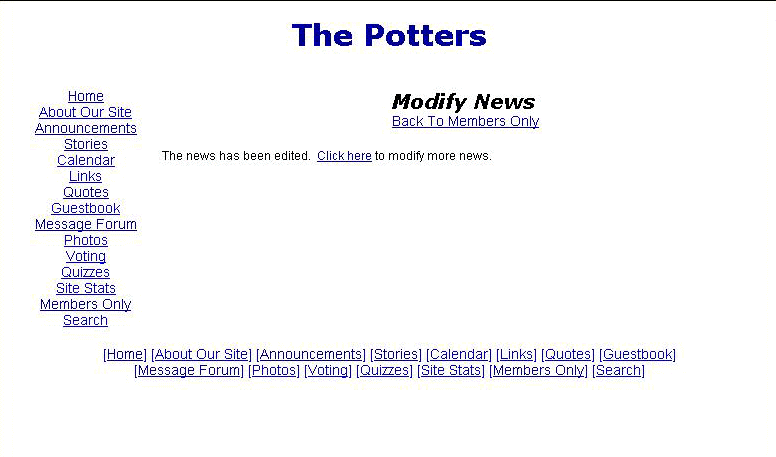 The Potters
Home
About Our Site
Announcements
Stories
Calendar
Links
Quotes
Guestbook
Message Forum
Photos
Voting
Quizzes
Site Stats
Members Only
Search
Modify News
Back To Members Only
The news has been edited. Click here to modify more news.
[Home] [About Our Site] [Announcements] [Stories] [Calendar] [Links] [Quotes] [Guestbook]
[Message Forum] [Photos] [Voting] [Quizzes] [Site Stats] [Members Only] [Search]